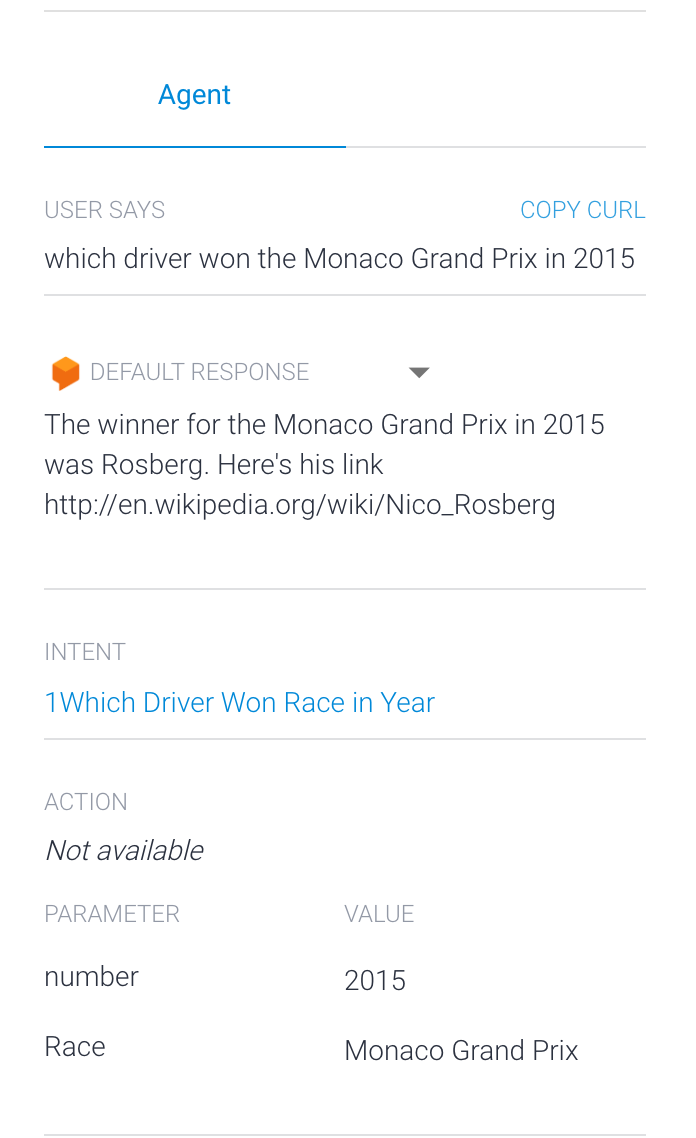 Agent
USER SAYS COPY CURL
which driver won the Monaco Grand Prix in 2015
DEFAULT RESPONSE
The winner for the Monaco Grand Prix in 2015
was Rosberg. Here's his link
http://en.wikipedia.org/wiki/Nico_Rosberg
INTENT
1Which Driver Won Race in Year
ACTION
Not available
PARAMETER VALUE
number 2015
Race Monaco Grand Prix